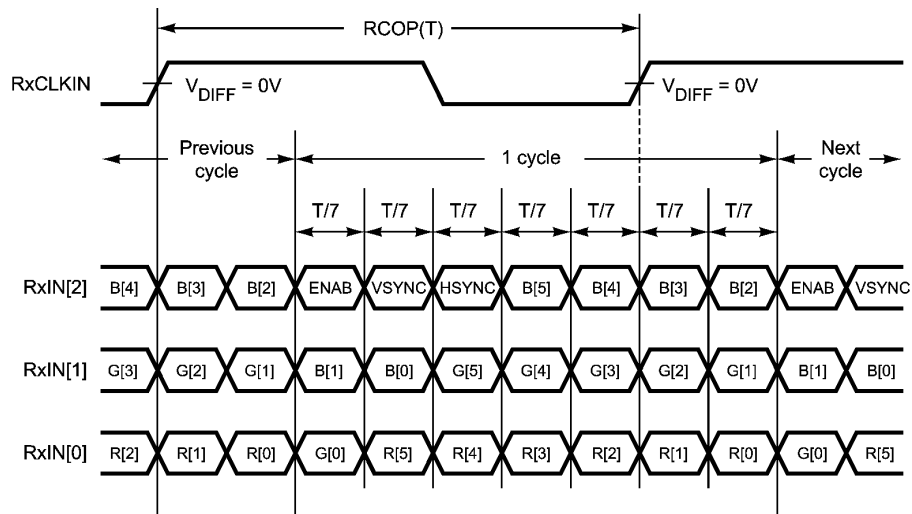 RCOP(T)
RxCLKIN
VDIFF = 0V
VDIFF = 0V
Previous cycle
1 cycle
Next cycle
T/7 T/7 T/7 T/7 T/7 T/7 T/7
RxIN[2] B[4] B[3] B[2] ENAB VSYNC HSYNC B[5] B[4] B[3] B[2] ENAB VSYNC
RxIN[1] G[3] G[2] G[1] B[1] B[0] G[5] G[4] G[3] G[2] G[1] B[1] B[0]
RxIN[0] R[2] R[1] R[0] G[0] R[5] R[4] R[3] R[2] R[1] R[0] G[0] R[5]